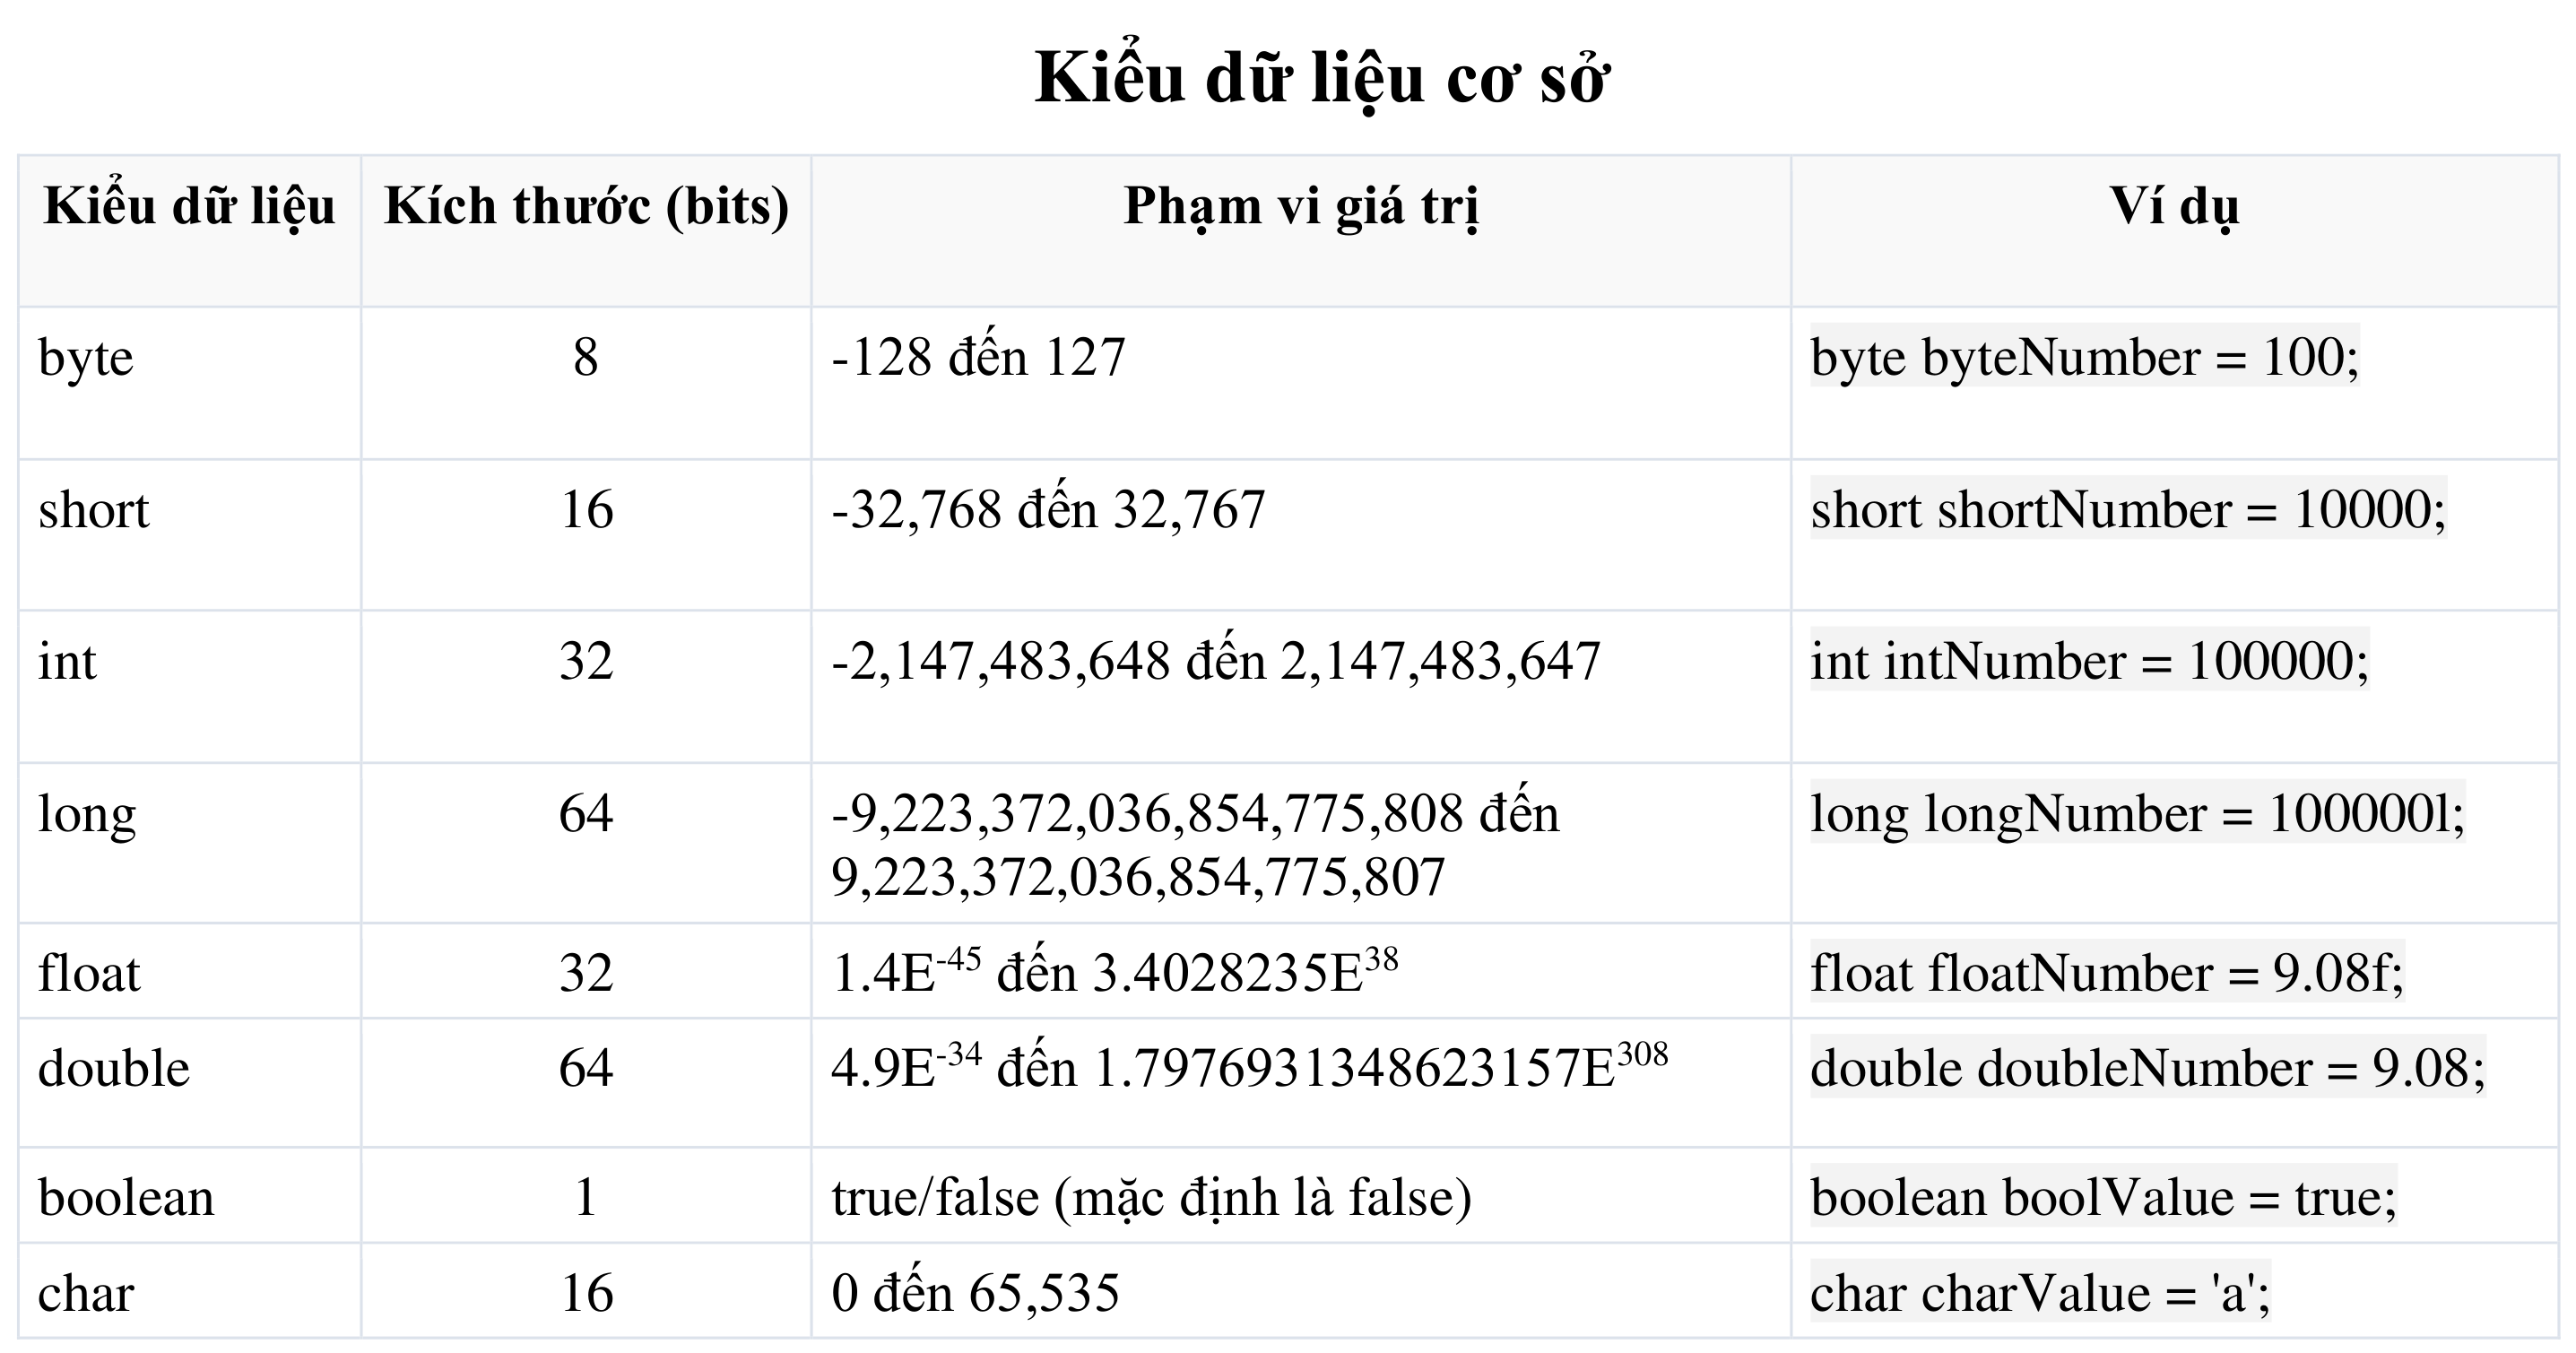 Kiểu dữ liệu cơ sở
Kiểu dữ liệu Kích thước (bits) Phạm vi giá trị Ví dụ
byte 8 -128 đến 127 byte byteNumber = 100;
short 16 -32,768 đến 32,767 short shortNumber = 10000;
int 32 -2,147,483,648 đến 2,147,483,647 int intNumber = 100000;
long 64 -9,223,372,036,854,775,808 đến long longNumber = 100000l;
9,223,372,036,854,775,807
float 32 1.4E⁻⁴⁵ đến 3.4028235E³⁸ float floatNumber = 9.08f;
double 64 4.9E⁻³⁴ đến 1.7976931348623157E³⁰⁸ double doubleNumber = 9.08;
boolean 1 true/false (mặc định là false) boolean boolValue = true;
char 16 0 đến 65,535 char charValue = 'a';